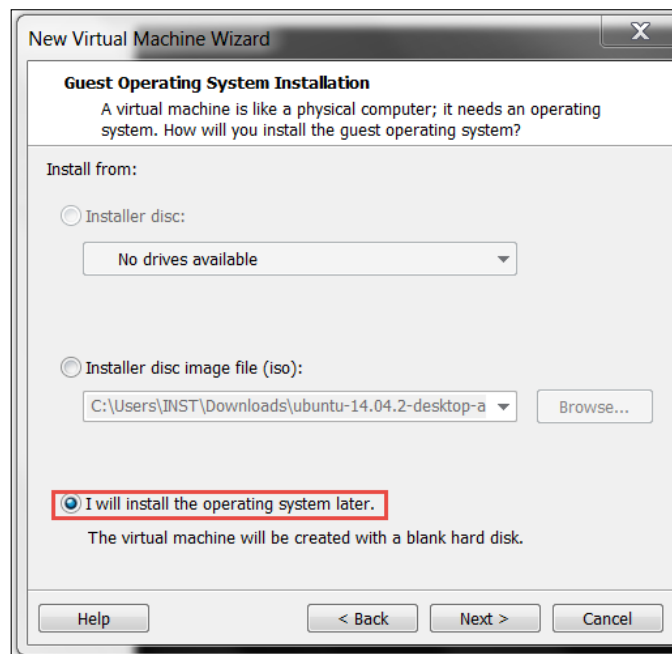 New Virtual Machine Wizard
X
Guest Operating System Installation
A virtual machine is like a physical computer; it needs an operating
system. How will you install the guest operating system?
Install from:
Installer disc:
No drives available
Installer disc image file (iso):
C:\Users\INST\Downloads\ubuntu-14.04.2-desktop-a
Browse...
I will install the operating system later.
The virtual machine will be created with a blank hard disk.
Help
< Back
Next >
Cancel